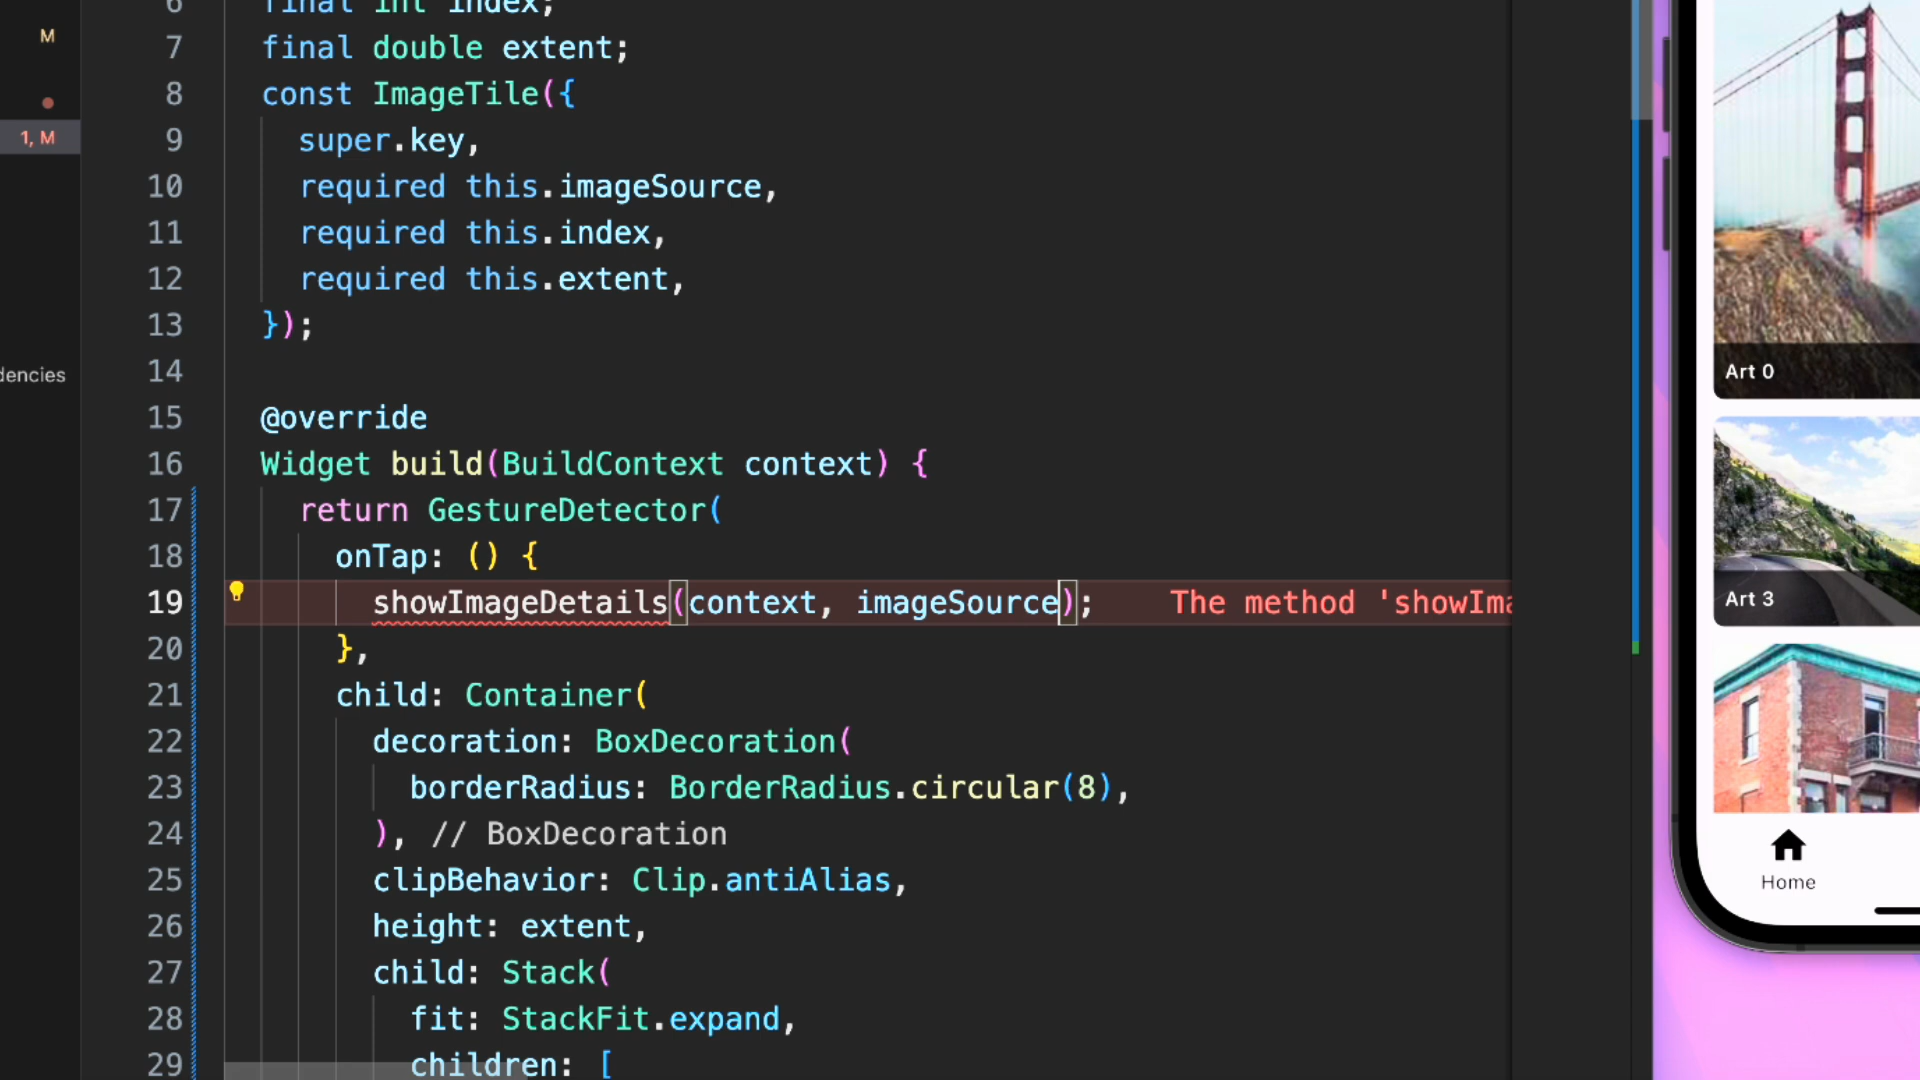 M
1, M
dencies
6 final int index;
7 final double extent;
8 const ImageTile({
9 super.key,
10 required this.imageSource,
11 required this.index,
12 required this.extent,
13 });
14
15 @override
16 Widget build(BuildContext context) {
17 return GestureDetector(
18 onTap: () {
19 showImageDetails(context, imageSource); The method 'showIma
20 },
21 child: Container(
22 decoration: BoxDecoration(
23 borderRadius: BorderRadius.circular(8),
24 ), // BoxDecoration
25 clipBehavior: Clip.antiAlias,
26 height: extent,
27 child: Stack(
28 fit: StackFit.expand,
29 children: [
Art 0
Art 3
Home